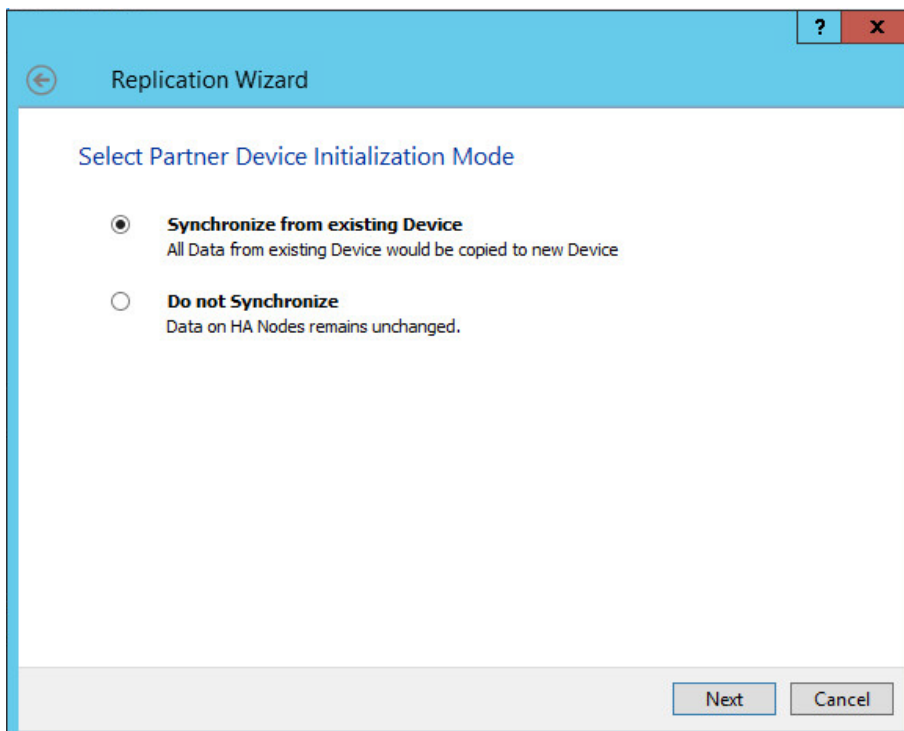 ?
x
Replication Wizard
Select Partner Device Initialization Mode
Synchronize from existing Device
All Data from existing Device would be copied to new Device
Do not Synchronize
Data on HA Nodes remains unchanged.
Next
Cancel